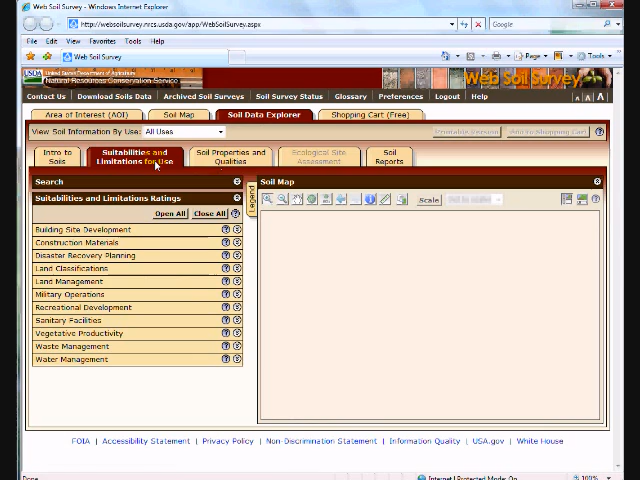 Web Soil Survey - Windows Internet Explorer
http://websoilsurvey.nrcs.usda.gov/app/WebSoilSurvey.aspx
Google
File Edit View Favorites Tools Help
Web Soil Survey
Page Tools
USDA United States Department of Agriculture
Natural Resources Conservation Service
Web Soil Survey
Contact Us Download Soils Data Archived Soil Surveys Soil Survey Status Glossary Preferences Logout Help A A A
Area of Interest (AOI) Soil Map Soil Data Explorer Shopping Cart (Free)
View Soil Information By Use: All Uses Printable Version Add to Shopping Cart
Intro to Soils
Suitabilities and Limitations for Use
Soil Properties and Qualities
Ecological Site Assessment
Soil Reports
Search
Suitabilities and Limitations Ratings
Open All Close All
Building Site Development
Construction Materials
Disaster Recovery Planning
Land Classifications
Land Management
Military Operations
Recreational Development
Sanitary Facilities
Vegetative Productivity
Waste Management
Water Management
Legend
Soil Map
Scale
FOIA | Accessibility Statement | Privacy Policy | Non-Discrimination Statement | Information Quality | USA.gov | White House
Done
Internet | Protected Mode: On
100%